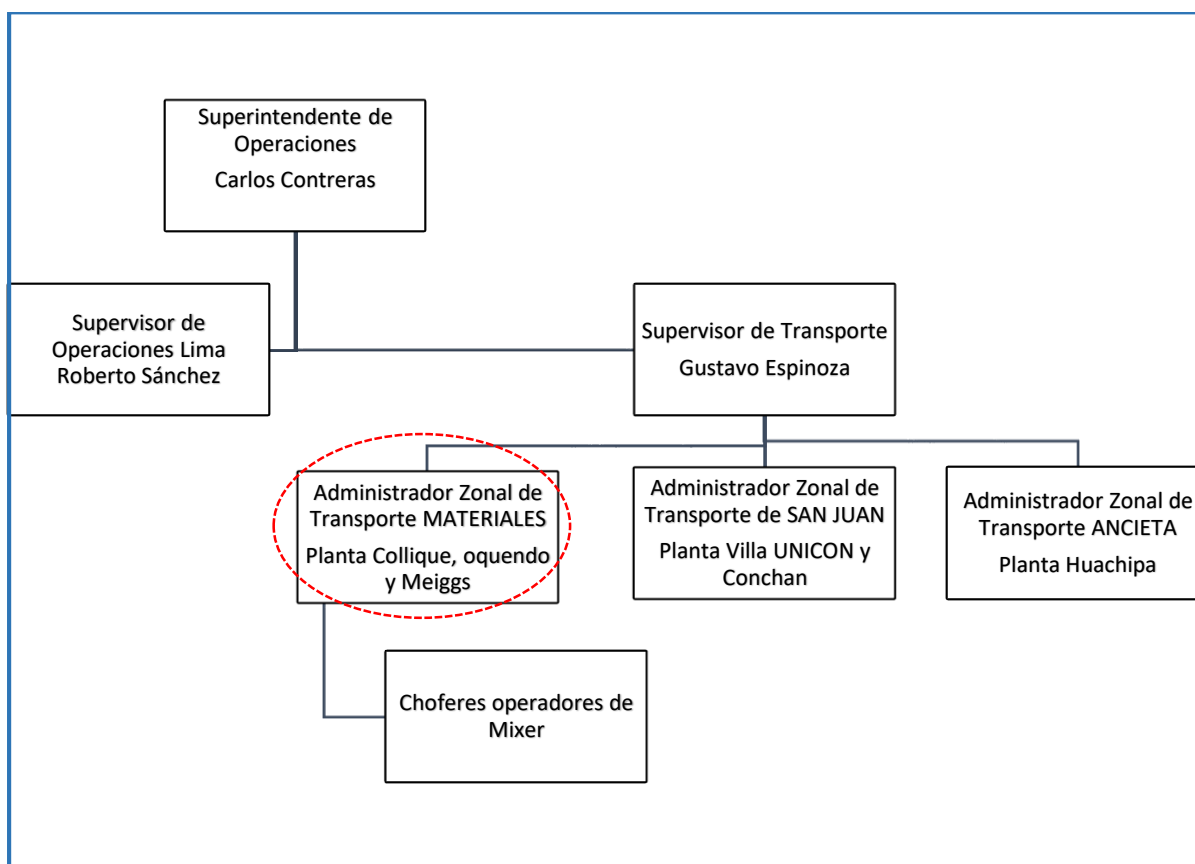 Superintendente de
Operaciones
Carlos Contreras
Supervisor de
Operaciones Lima
Roberto Sánchez
Supervisor de Transporte
Gustavo Espinoza
Administrador Zonal de
Transporte MATERIALES
Planta Collique, oquendo
y Meiggs
Administrador Zonal de
Transporte de SAN JUAN
Planta Villa UNICON y
Conchan
Administrador Zonal de
Transporte ANCIETA
Planta Huachipa
Choferes operadores de
Mixer